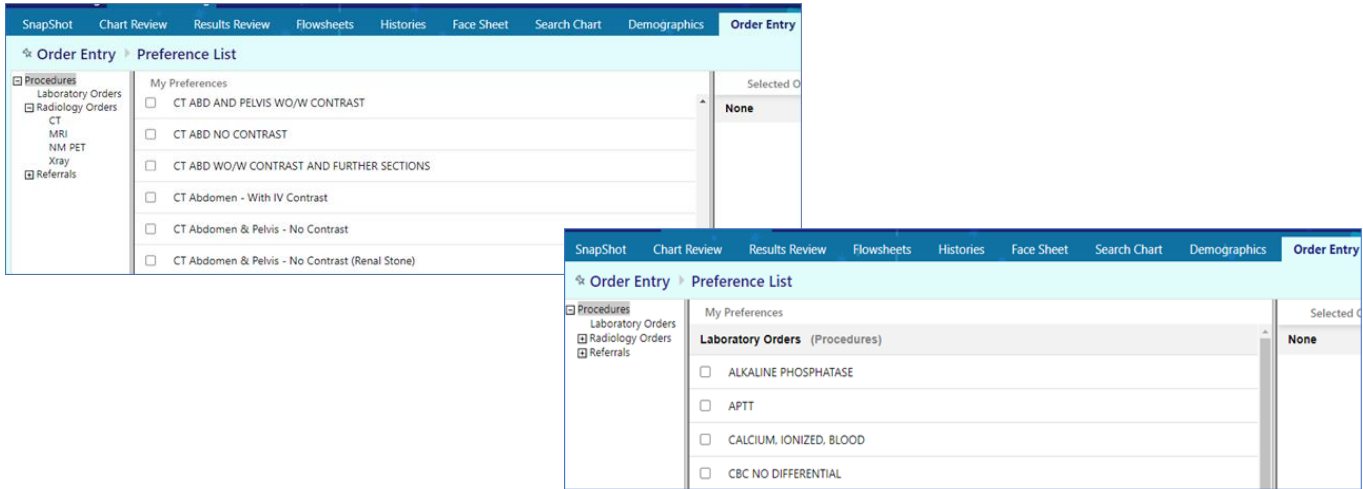 SnapShot Chart Review Results Review Flowsheets Histories Face Sheet Search Chart Demographics Order Entry
Order Entry Preference List
Procedures
Laboratory Orders
Radiology Orders
CT
MRI
NM PET
Xray
Referrals
My Preferences
CT ABD AND PELVIS WO/W CONTRAST
CT ABD NO CONTRAST
CT ABD WO/W CONTRAST AND FURTHER SECTIONS
CT Abdomen - With IV Contrast
CT Abdomen & Pelvis - No Contrast
CT Abdomen & Pelvis - No Contrast (Renal Stone)
Selected O
None
SnapShot Chart Review Results Review Flowsheets Histories Face Sheet Search Chart Demographics Order Entry
Order Entry Preference List
Procedures
Laboratory Orders
Radiology Orders
Referrals
My Preferences
Laboratory Orders (Procedures)
ALKALINE PHOSPHATASE
APTT
CALCIUM, IONIZED, BLOOD
CBC NO DIFFERENTIAL
Selected
None